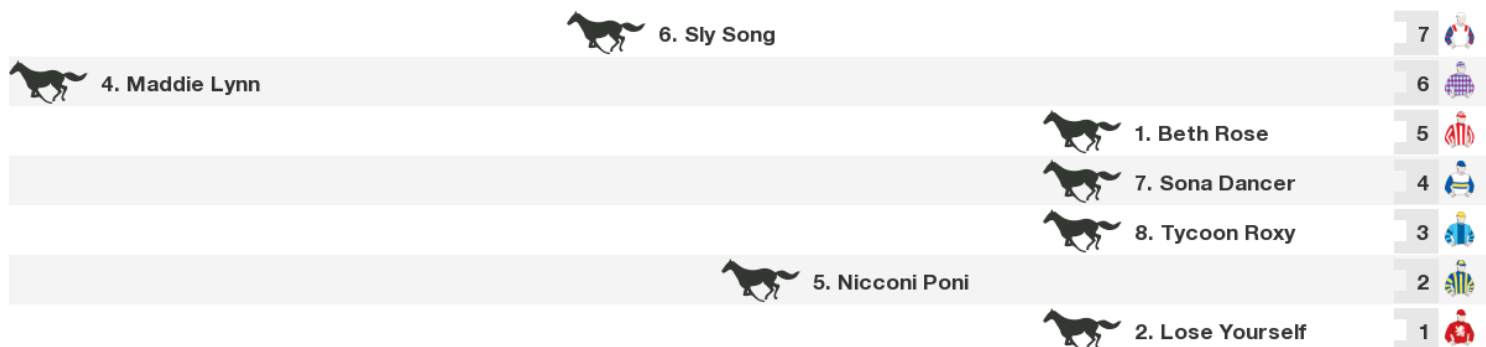 6. Sly Song 7
4. Maddie Lynn 6
1. Beth Rose 5
7. Sona Dancer 4
8. Tycoon Roxy 3
5. Nicconi Poni 2
2. Lose Yourself 1